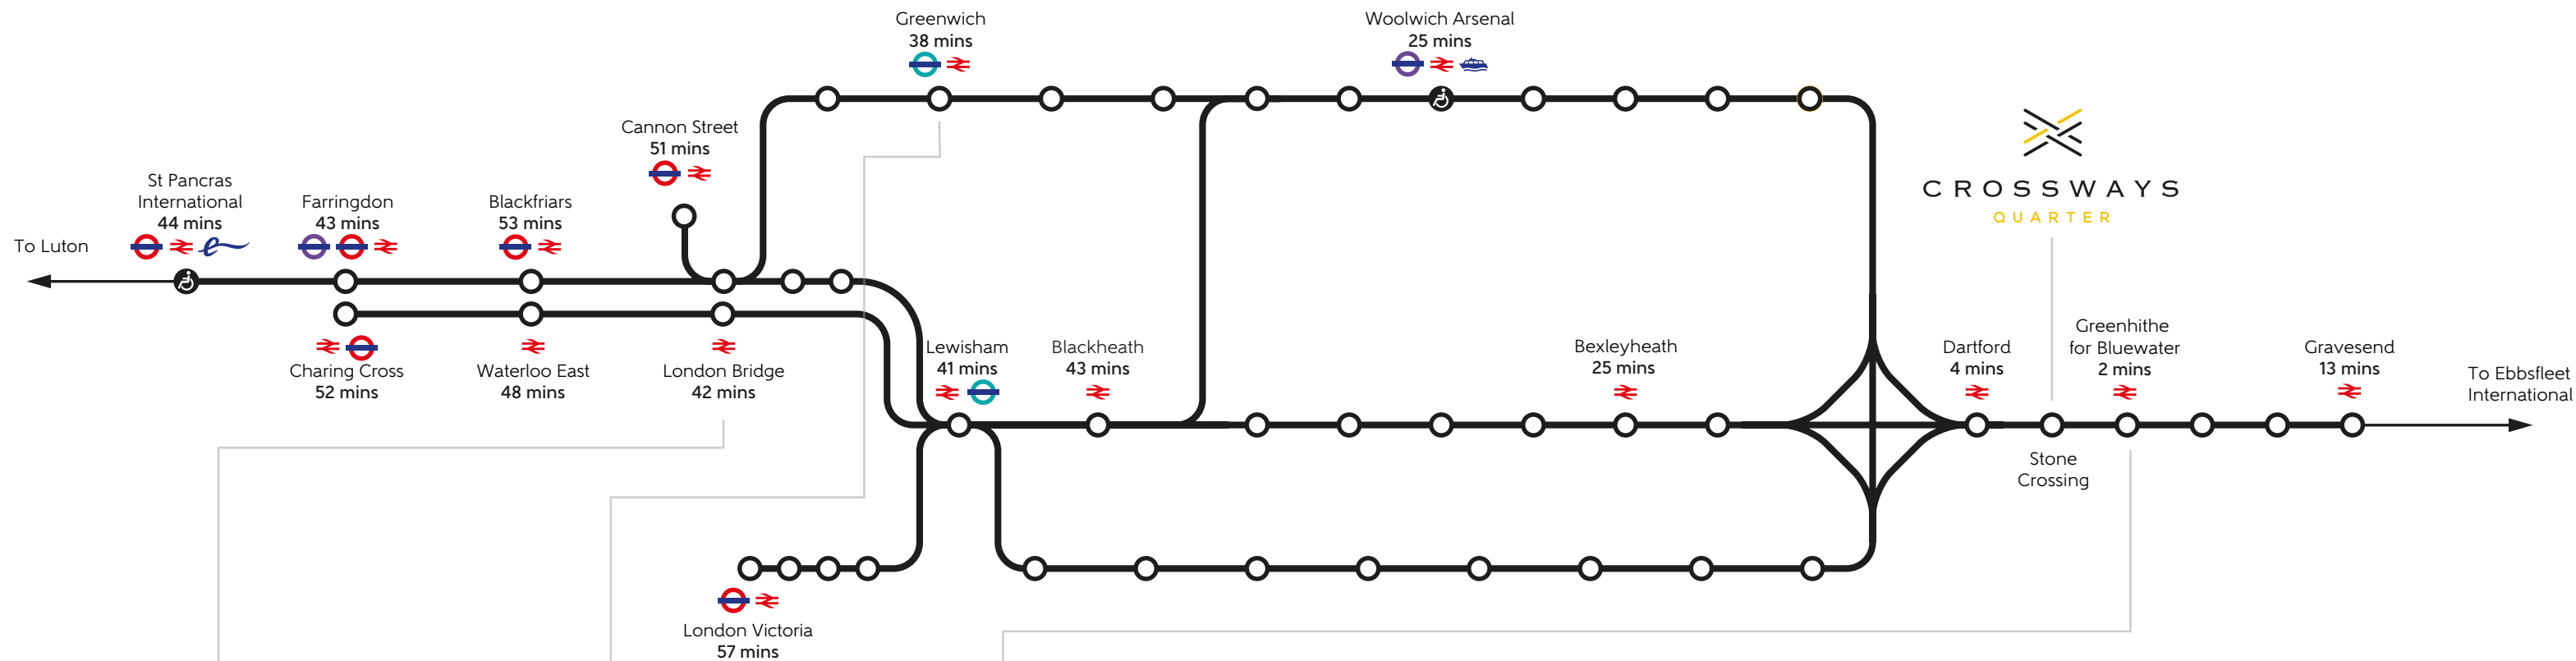 Greenwich
38 mins
Woolwich Arsenal
25 mins
Cannon Street
51 mins
CROSSWAYS
QUARTER
St Pancras
International
44 mins
Farringdon
43 mins
Blackfriars
53 mins
To Luton
Charing Cross
52 mins
Waterloo East
48 mins
London Bridge
42 mins
Lewisham
41 mins
Blackheath
43 mins
Bexleyheath
25 mins
Dartford
4 mins
Stone
Crossing
Greenhithe
for Bluewater
2 mins
Gravesend
13 mins
To Ebbsfleet
International
London Victoria
57 mins